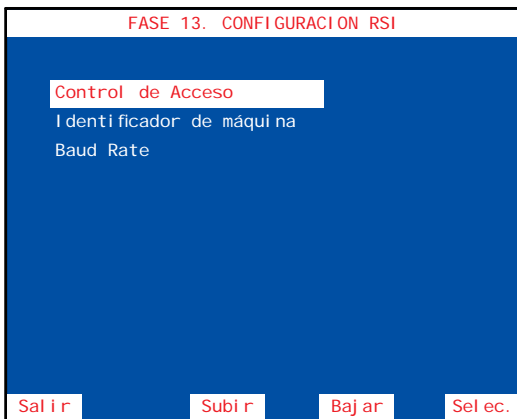 FASE 13. CONFIGURACION RSI
Control de Acceso
Identificador de máquina
Baud Rate
Salir Subir Bajar Selec.